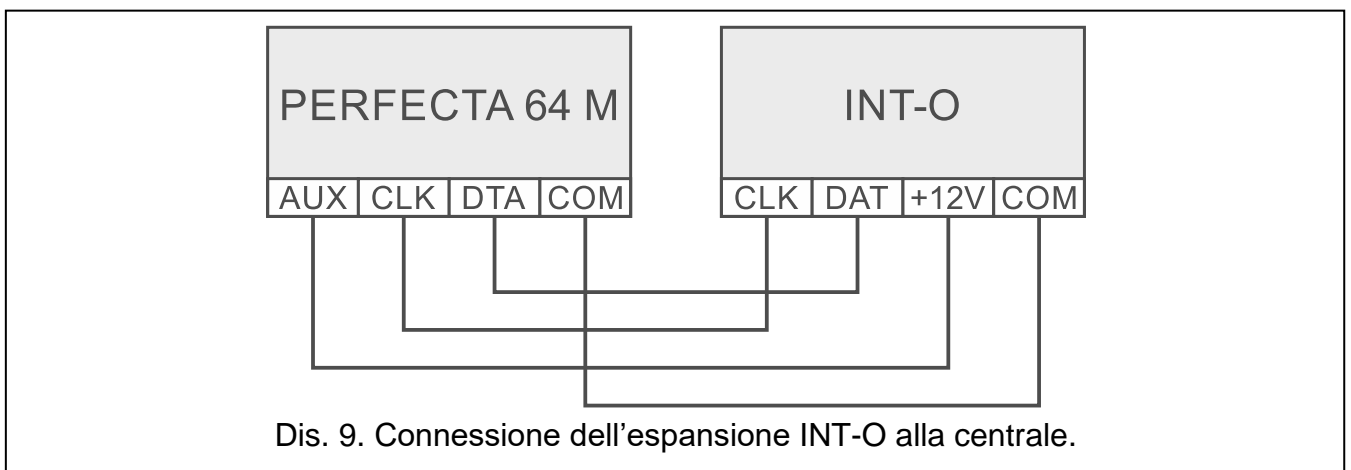 PERFECTA 64 M INT-O
AUX CLK DTA COM CLK DAT +12V COM
Dis. 9. Connessione dell’espansione INT-O alla centrale.